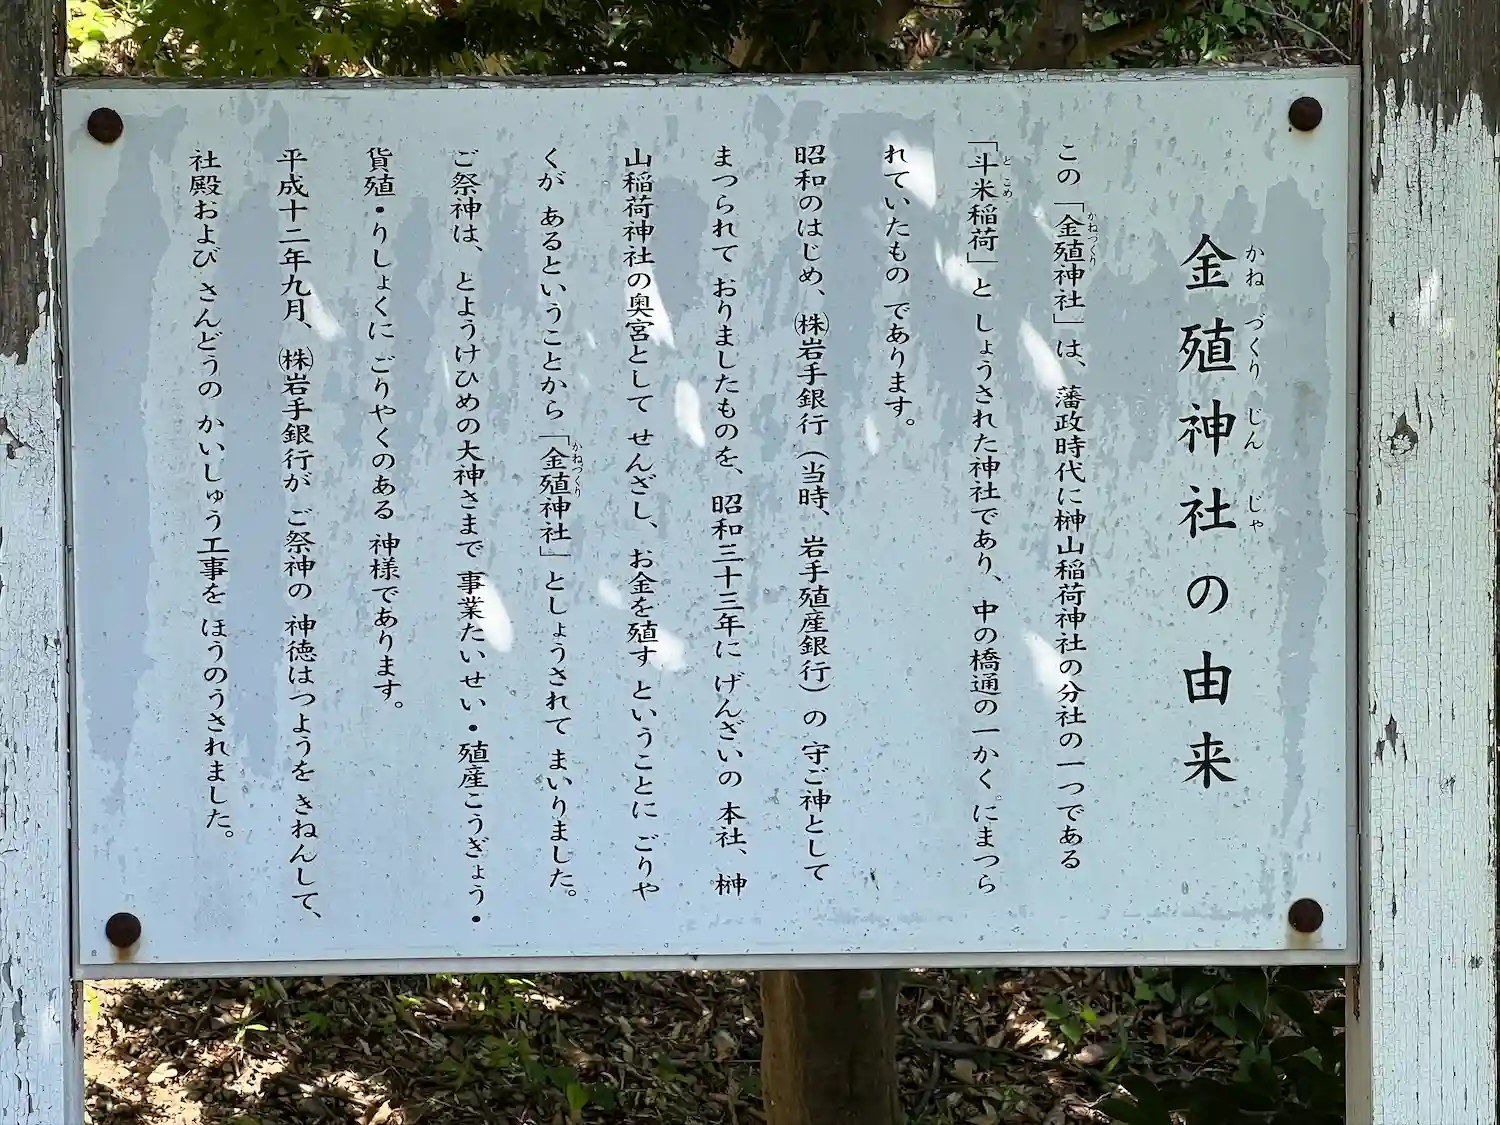 金殖神社の由来
この「金殖神社」は、藩政時代に榊山稲荷神社の分社の一つである
「斗米稲荷」と しょうされた神社であり、中の橋通の一かくにまつら
れていたもの であります。
昭和のはじめ、㈱岩手銀行(当時、岩手殖産銀行)の 守ご神として
まつられて おりましたものを、昭和三十三年に げんざいの 本社、榊
山稲荷神社の奥宮として せんざし、お金を殖す ということに ごりや
くが あるということから「金殖神社」としょうされて まいりました。
ご祭神は、とようけひめの大神さまで 事業たいせい・殖産こうぎょう・
貨殖・りしょくに ごりやくのある 神様であります。
平成十二年九月、㈱岩手銀行が ご祭神の 神徳はつようを きねんして、
社殿および さんどうの かいしゅう工事を ほうのうされました。